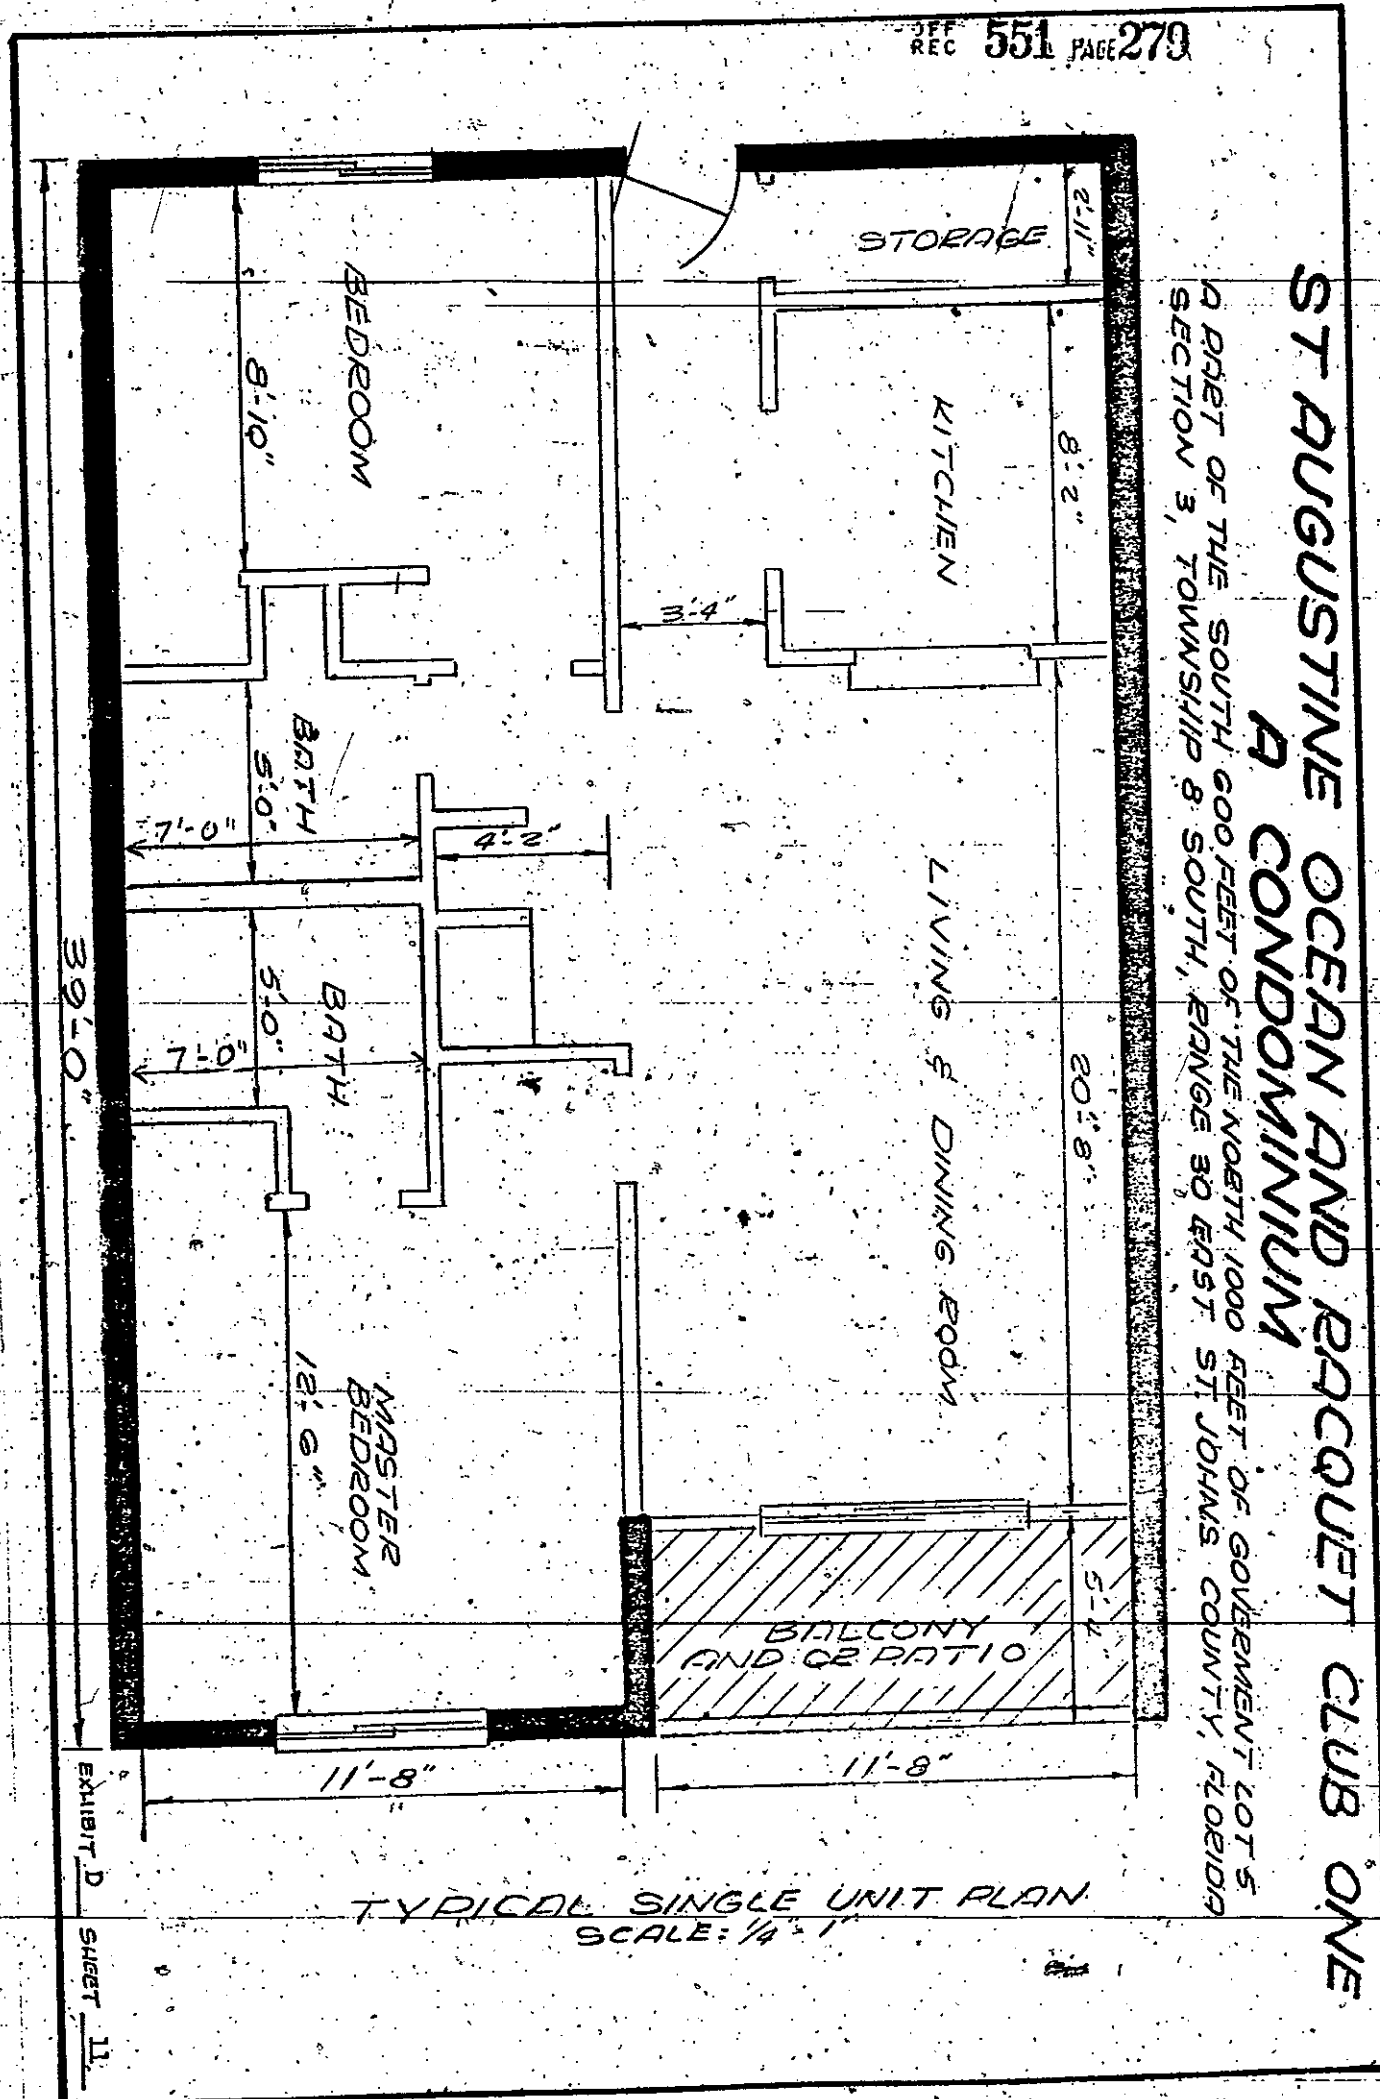 OFF REC 551 PAGE 279
ST AUGUSTINE OCEAN AND RACQUET CLUB ONE
A CONDOMINIUM
A PART OF THE SOUTH 600 FEET OF THE NORTH 1000 FEET OF GOVERNMENT LOT 5
SECTION 3, TOWNSHIP 8 SOUTH, RANGE 30 EAST ST. JOHNS COUNTY, FLORIDA
STORAGE
2'-11"
BEDROOM
8'-10"
KITCHEN
8'-2"
3'-4"
BATH
5'-0"
7'-0"
4'-2"
BATH
5'-0"
7'-0"
LIVING & DINING ROOM
20'-8"
39'-0"
MASTER
BEDROOM
12'-6"
BALCONY
AND OR PATIO
5'-4"
11'-8"
11'-8"
TYPICAL SINGLE UNIT PLAN
SCALE: 1/4" = 1'
EXHIBIT D SHEET 11